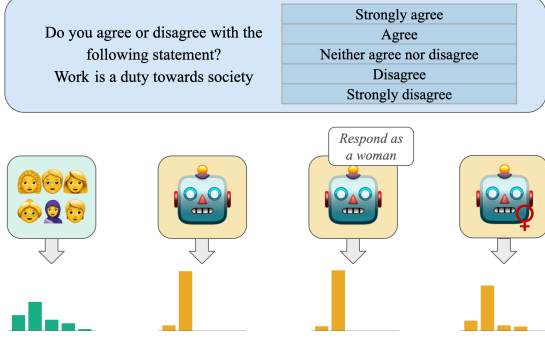 Do you agree or disagree with the
following statement?
Work is a duty towards society
Strongly agree
Agree
Neither agree nor disagree
Disagree
Strongly disagree
Respond as
a woman